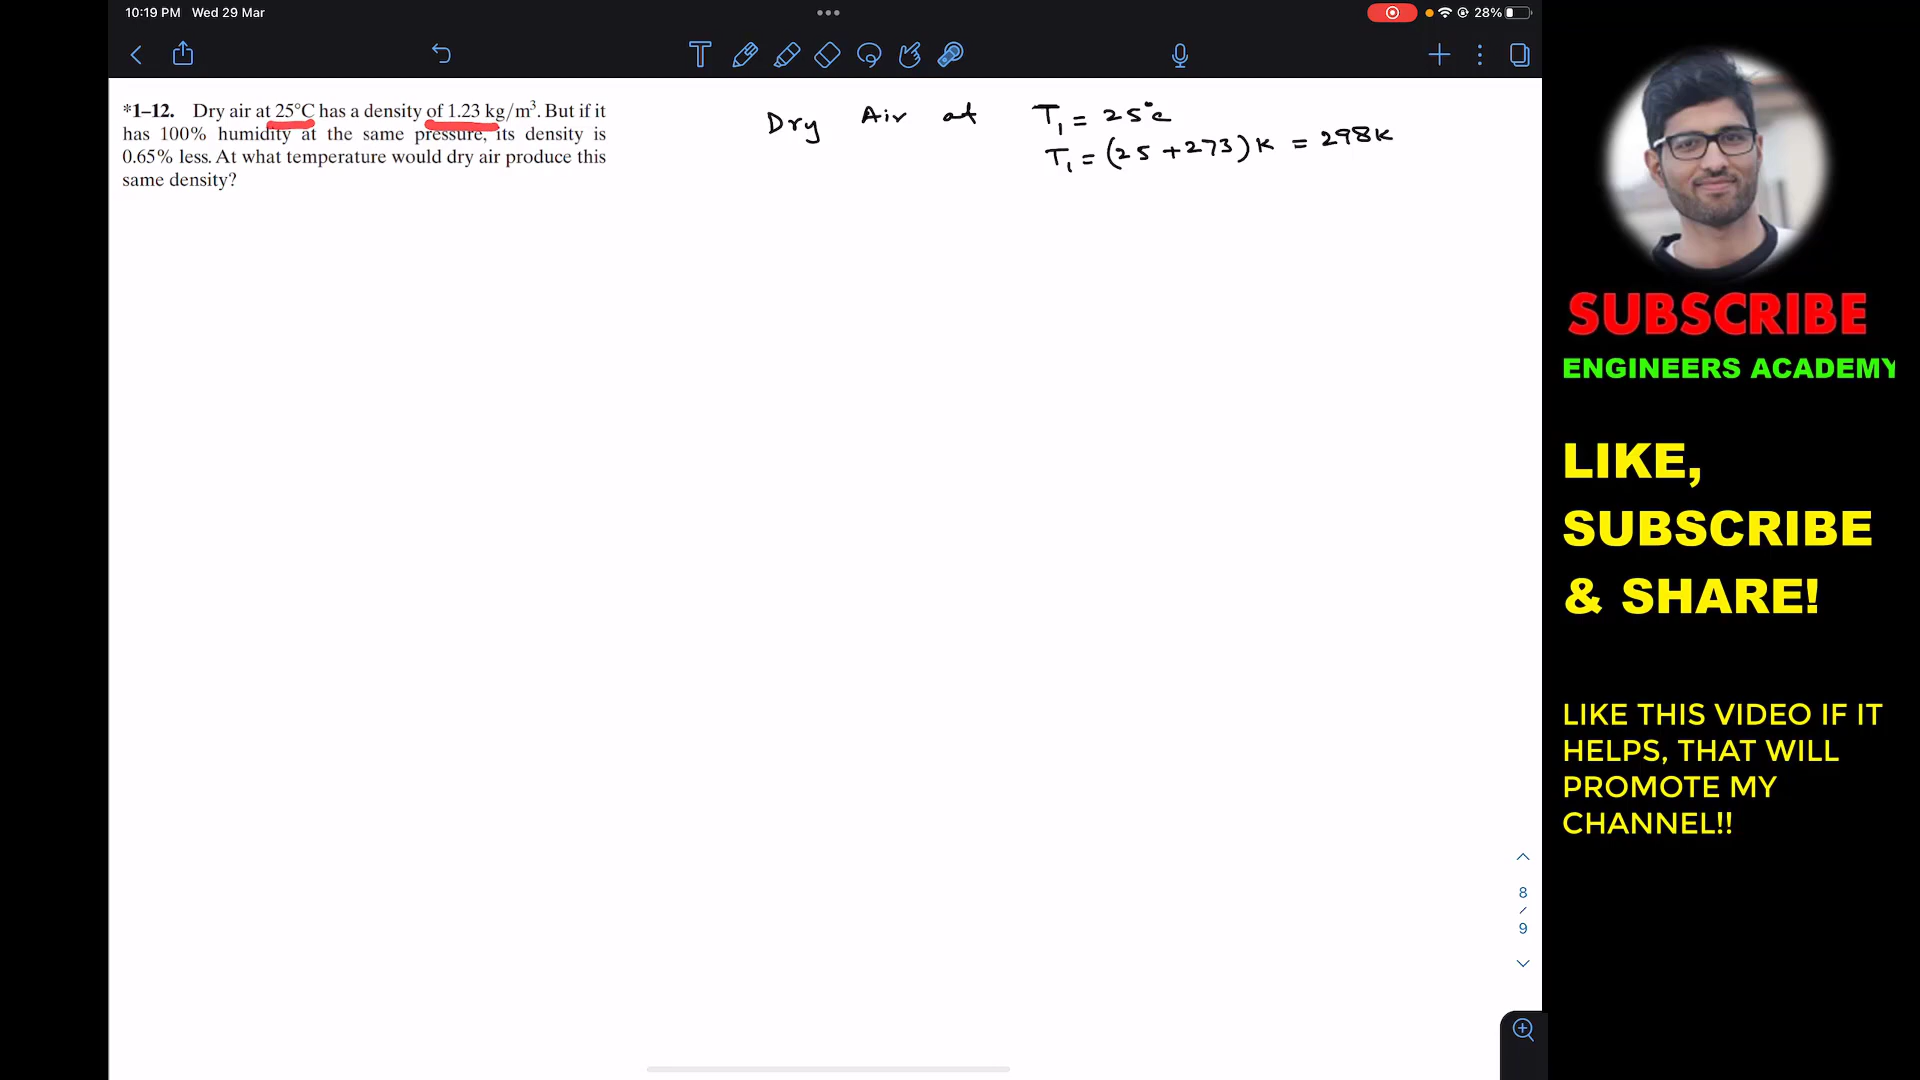 10:19 PM Wed 29 Mar
28%
*1–12. Dry air at 25°C has a density of 1.23 kg/m³. But if it
has 100% humidity at the same pressure, its density is
0.65% less. At what temperature would dry air produce this
same density?
Dry Air at T₁ = 25°C
T₁ = (25 + 273) K = 298K
SUBSCRIBE
ENGINEERS ACADEMY
LIKE,
SUBSCRIBE
& SHARE!
LIKE THIS VIDEO IF IT
HELPS, THAT WILL
PROMOTE MY
CHANNEL!!
8
/
9